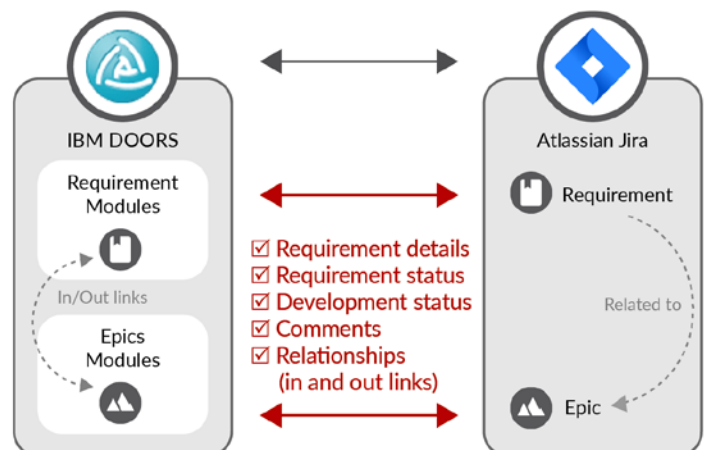 IBM DOORS
Requirement
Modules
In/Out links
Epics
Modules
☑ Requirement details
☑ Requirement status
☑ Development status
☑ Comments
☑ Relationships
(in and out links)
Atlassian Jira
Requirement
Related to
Epic